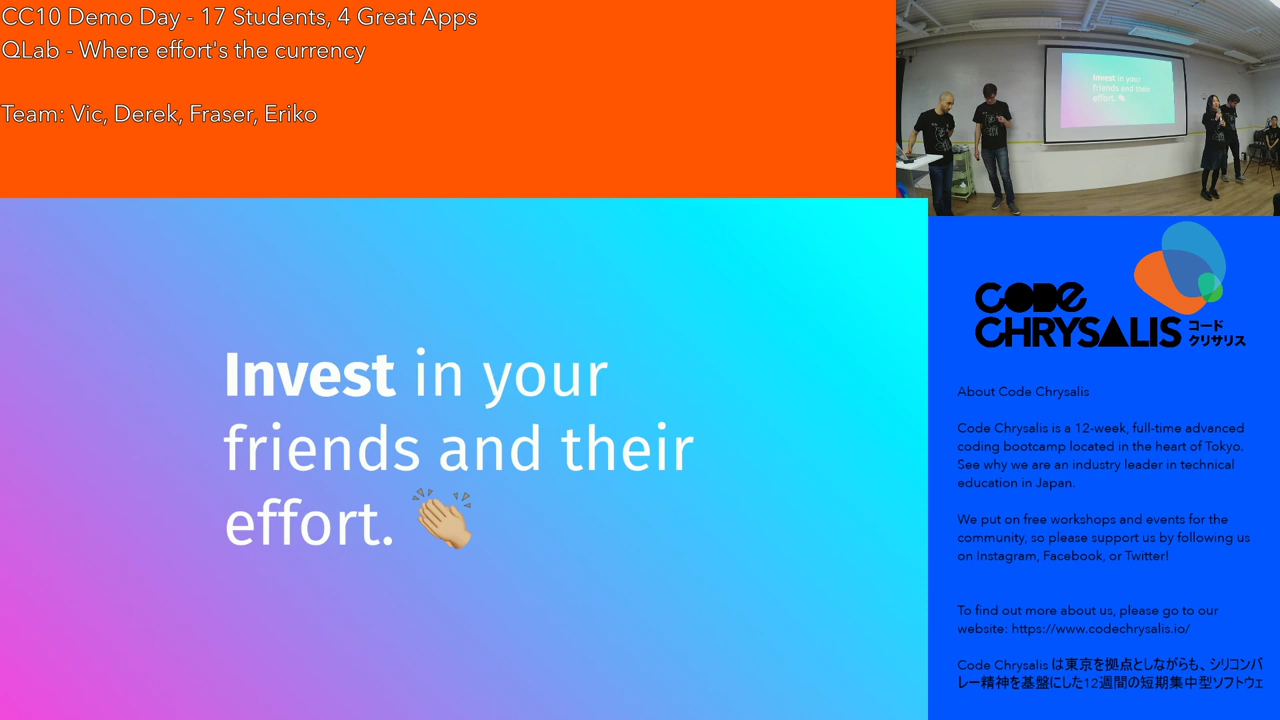 CC10 Demo Day - 17 Students, 4 Great Apps
QLab - Where effort's the currency
Team: Vic, Derek, Fraser, Eriko
Invest in your
friends and their
effort. 👏
Invest in your
friends and their
effort. 👏
CODE
CHRYSALIS コード
クリサリス
About Code Chrysalis
Code Chrysalis is a 12-week, full-time advanced
coding bootcamp located in the heart of Tokyo.
See why we are an industry leader in technical
education in Japan.
We put on free workshops and events for the
community, so please support us by following us
on Instagram, Facebook, or Twitter!
To find out more about us, please go to our
website: https://www.codechrysalis.io/
Code Chrysalis は東京を拠点としながらも、シリコンバ
レー精神を基盤にした12週間の短期集中型ソフトウェ